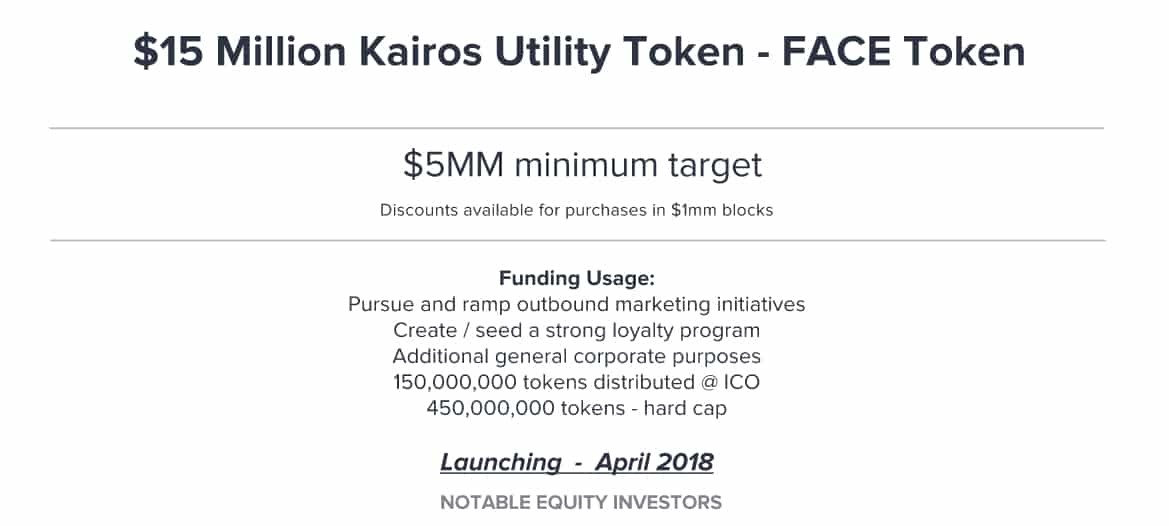 $15 Million Kairos Utility Token - FACE Token
$5MM minimum target
Discounts available for purchases in $1mm blocks
Funding Usage:
Pursue and ramp outbound marketing initiatives
Create / seed a strong loyalty program
Additional general corporate purposes
150,000,000 tokens distributed @ ICO
450,000,000 tokens - hard cap
Launching - April 2018
NOTABLE EQUITY INVESTORS